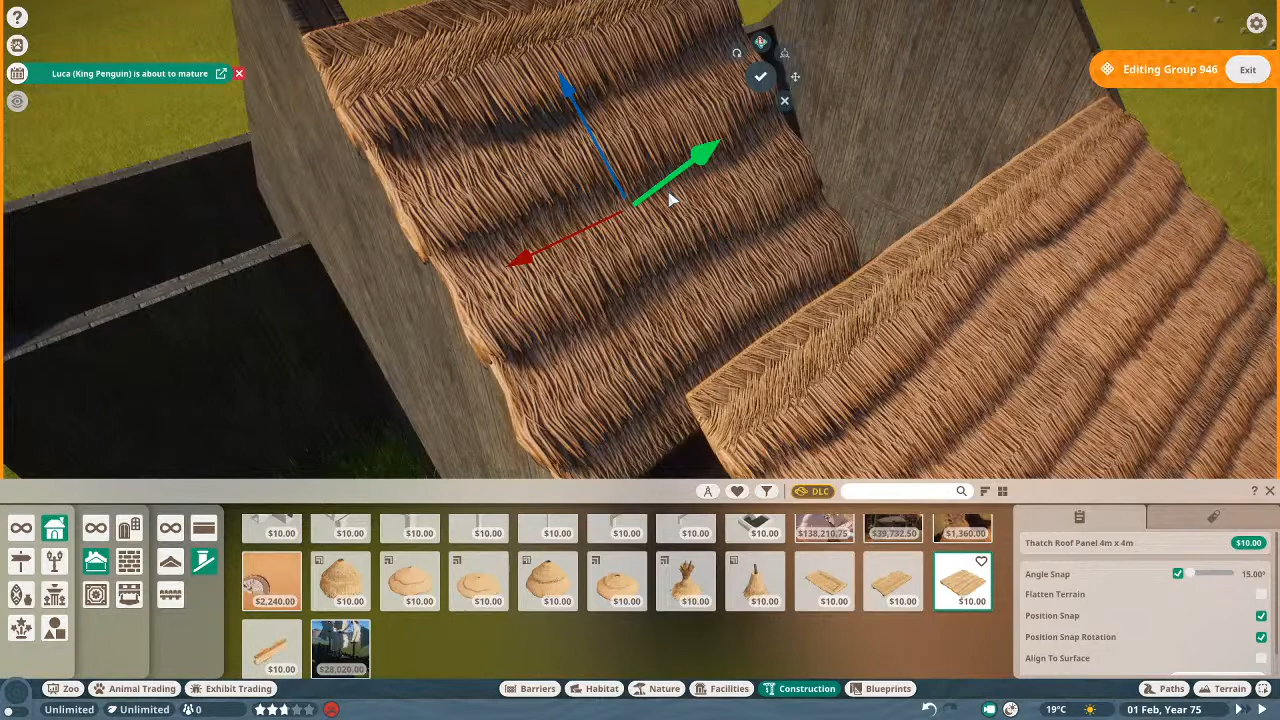 ?
Luca (King Penguin) is about to mature
Editing Group 946
Exit
DLC
?
$10.00
$10.00
$10.00
$10.00
$10.00
$10.00
$10.00
$10.00
$138,210.75
$39,732.50
$1,360.00
$2,240.00
$10.00
$10.00
$10.00
$10.00
$10.00
$10.00
$10.00
$10.00
$10.00
$10.00
$10.00
$28,020.00
Thatch Roof Panel 4m x 4m
$10.00
Angle Snap
15.00º
Flatten Terrain
Position Snap
Position Snap Rotation
Align To Surface
Zoo
Animal Trading
Exhibit Trading
Barriers
Habitat
Nature
Facilities
Construction
Blueprints
Paths
Terrain
Unlimited
Unlimited
0
19°C
01 Feb, Year 75